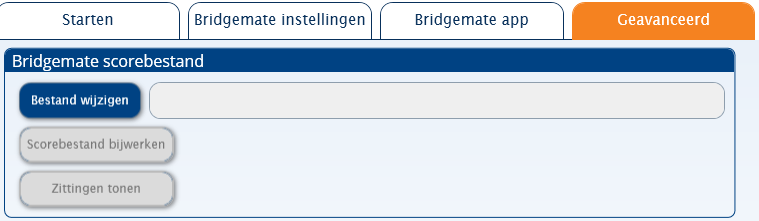 Starten Bridgemate instellingen Bridgemate app Geavanceerd
Bridgemate scorebestand
Bestand wijzigen
Scorebestand bijwerken
Zittingen tonen